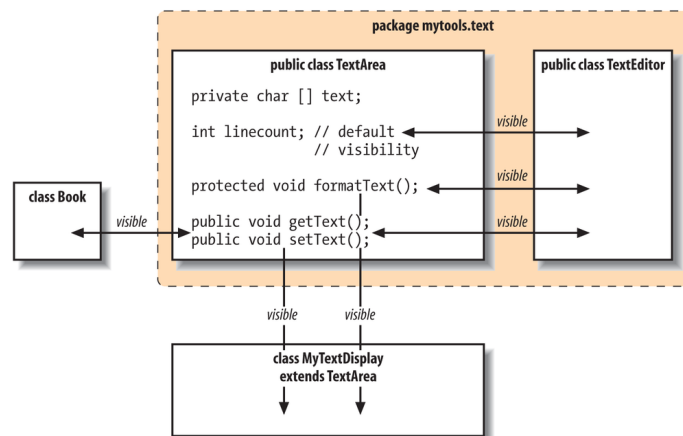 package mytools.text
public class TextArea
private char [] text;
int linecount; // default
// visibility
protected void formatText();
public void getText();
public void setText();
public class TextEditor
visible
visible
visible
class Book
visible
visible
visible
class MyTextDisplay
extends TextArea